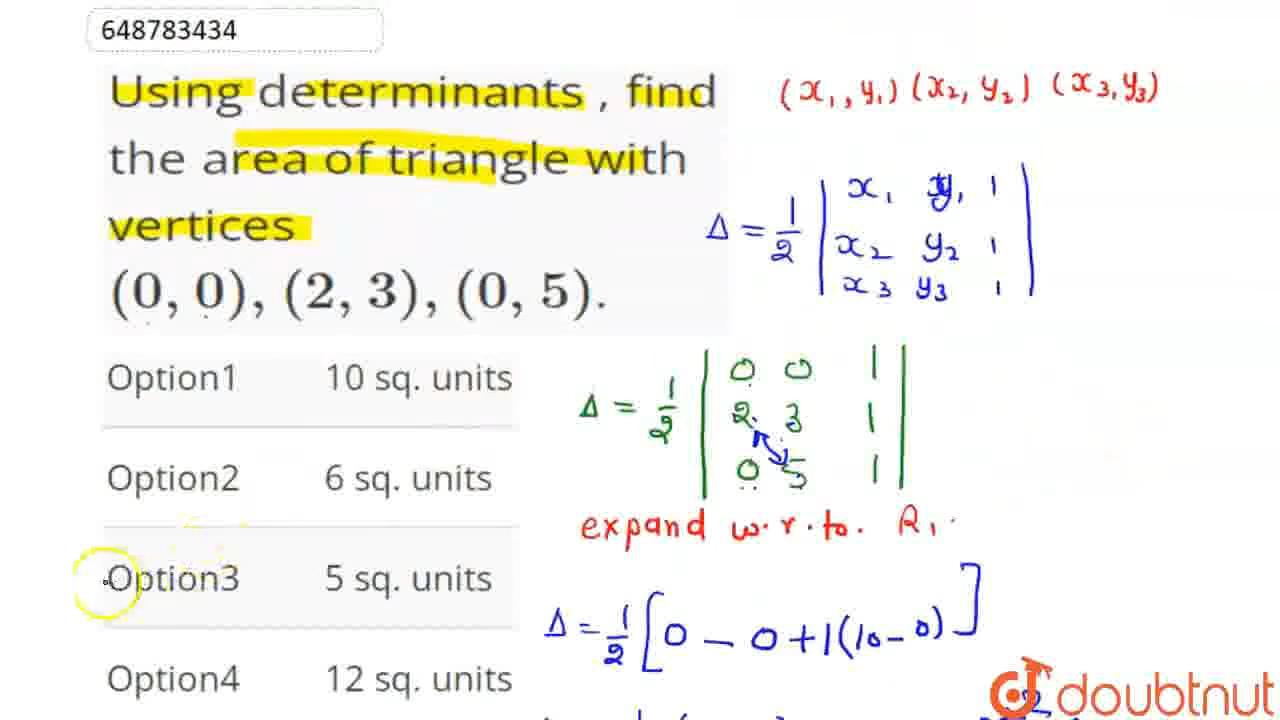 648783434
Using determinants , find
the area of triangle with
vertices
(0, 0), (2, 3), (0, 5).
Option1 10 sq. units
Option2 6 sq. units
Option3 5 sq. units
Option4 12 sq. units
(x₁, y₁) (x₂, y₂) (x₃, y₃)
Δ = 1/2 | x₁ y₁ 1
x₂ y₂ 1
x₃ y₃ 1 |
Δ = 1/2 | 0 0 1
2 3 1
0 5 1 |
expand w.r.to. R₁.
Δ = 1/2 [0 – 0 + 1(10 – 0)]
doubtnut